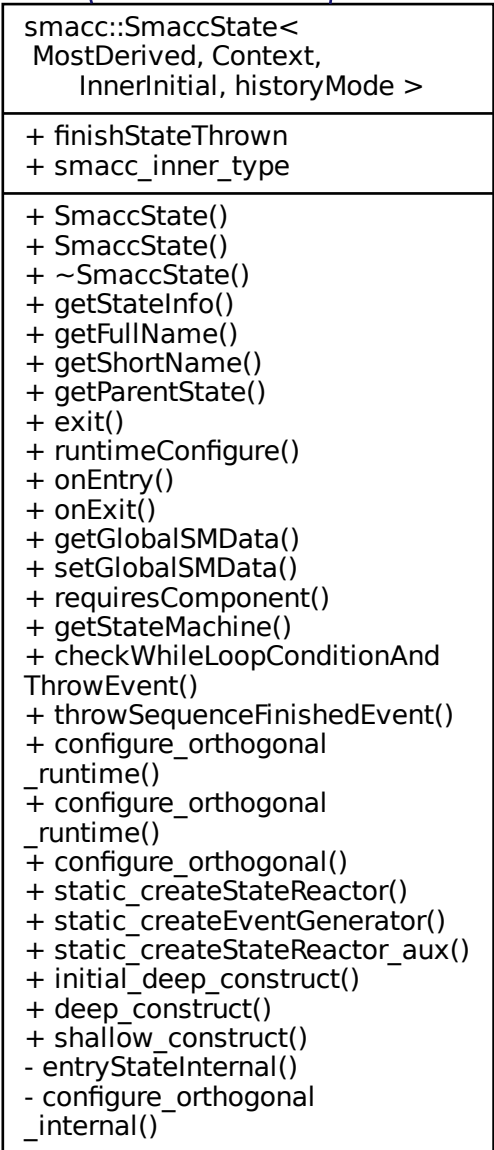 smacc::SmaccState<
MostDerived, Context,
InnerInitial, historyMode >
+ finishStateThrown
+ smacc_inner_type
+ SmaccState()
+ SmaccState()
+ ~SmaccState()
+ getStateInfo()
+ getFullName()
+ getShortName()
+ getParentState()
+ exit()
+ runtimeConfigure()
+ onEntry()
+ onExit()
+ getGlobalSMData()
+ setGlobalSMData()
+ requiresComponent()
+ getStateMachine()
+ checkWhileLoopConditionAnd
ThrowEvent()
+ throwSequenceFinishedEvent()
+ configure_orthogonal
_runtime()
+ configure_orthogonal
_runtime()
+ configure_orthogonal()
+ static_createStateReactor()
+ static_createEventGenerator()
+ static_createStateReactor_aux()
+ initial_deep_construct()
+ deep_construct()
+ shallow_construct()
- entryStateInternal()
- configure_orthogonal
_internal()